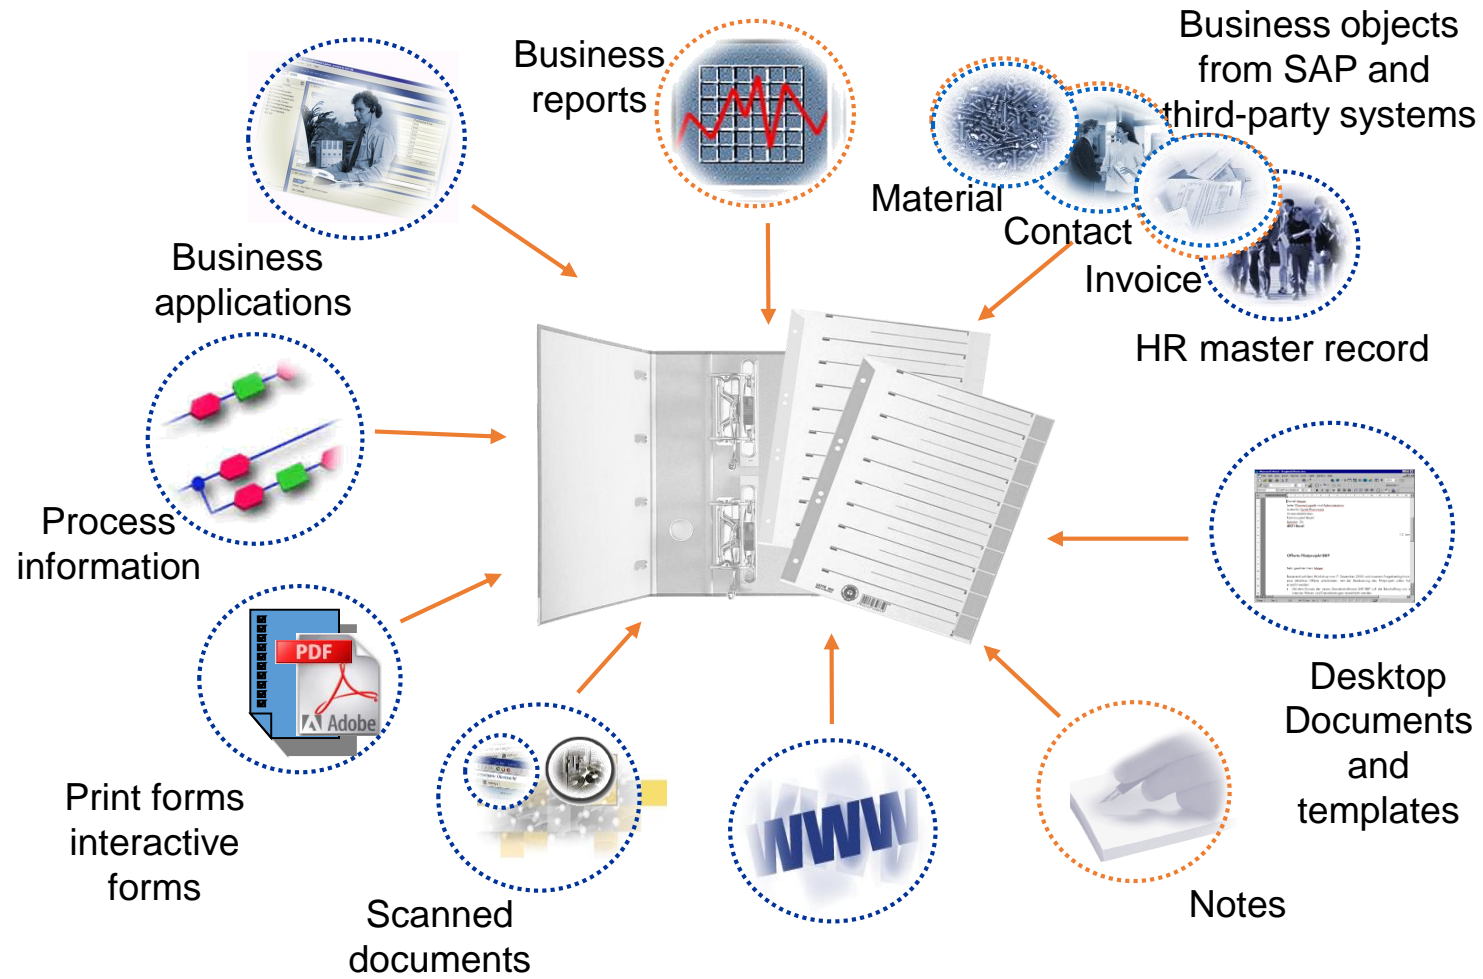 Business objects
from SAP and
third-party systems
Business
reports
Material
Contact
Invoice
HR master record
Business
applications
Process
information
PDF
Adobe
Print forms
interactive
forms
Scanned
documents
WWW
Notes
Desktop
Documents
and
templates